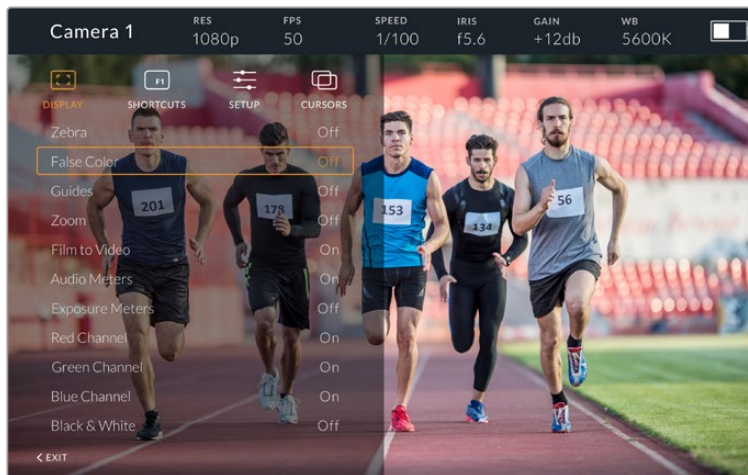 Camera 1
RES
1080p
FPS
50
SPEED
1/100
IRIS
f5.6
GAIN
+12db
WB
5600K
F1
DISPLAY
SHORTCUTS
SETUP
CURSORS
Zebra Off
False Color Off
Guides Off
Zoom Off
Film to Video On
Audio Meters On
Exposure Meters Off
Red Channel On
Green Channel On
Blue Channel On
Black & White Off
< EXIT
201
178
153
134
56